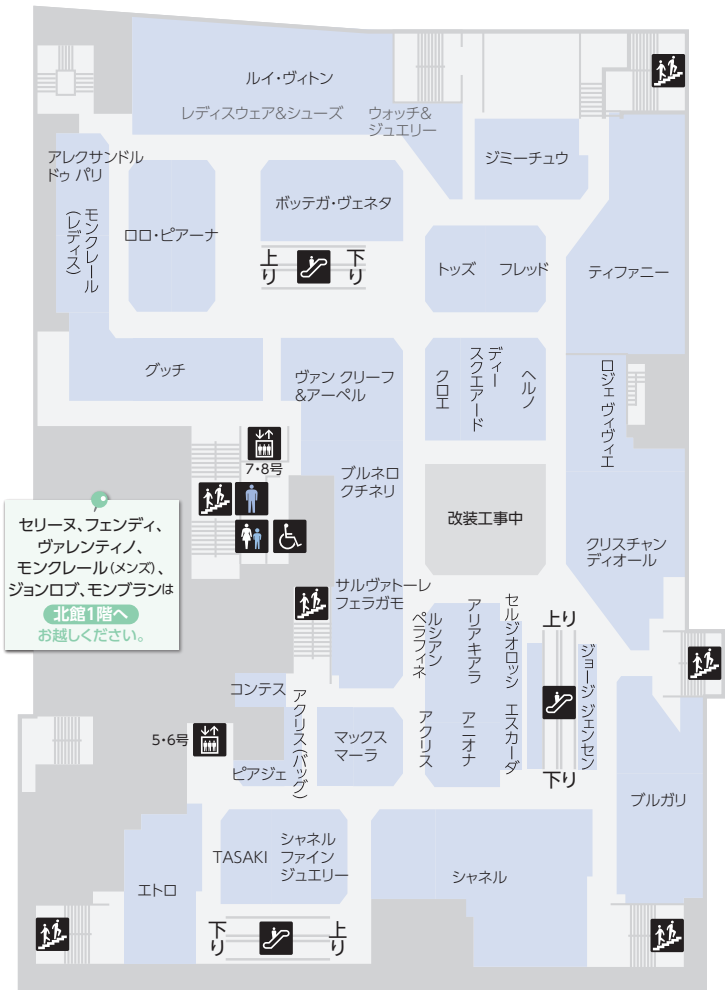 ルイ・ヴィトン
レディスウェア&シューズ
ウォッチ&
ジュエリー
アレクサンドル
ドゥ パリ
モンクレール
(レディス)
ロロ・ピアーナ
ボッテガ・ヴェネタ
ジミーチュウ
上り
下り
トッズ
フレッド
ティファニー
グッチ
ヴァン クリーフ
&アーペル
クロエ
ディー
スクエアード
ヘルノ
ロジェ ヴィヴィエ
7・8号
ブルネロ
クチネリ
改装工事中
クリスチャン
ディオール
セリーヌ、フェンディ、
ヴァレンティノ、
モンクレール(メンズ)、
ジョンロブ、モンブランは
北館1階へ
お越しください。
サルヴァトーレ
フェラガモ
ルシアン
ペラフィネ
アリアキアラ
セルジオロッシ
上り
下り
ジョージ ジェンセン
コンテス
アクリス(バッグ)
マックス
マーラ
アクリス
アニオナ
エスカーダ
5・6号
ピアジェ
ブルガリ
エトロ
TASAKI
シャネル
ファイン
ジュエリー
シャネル
下り
上り